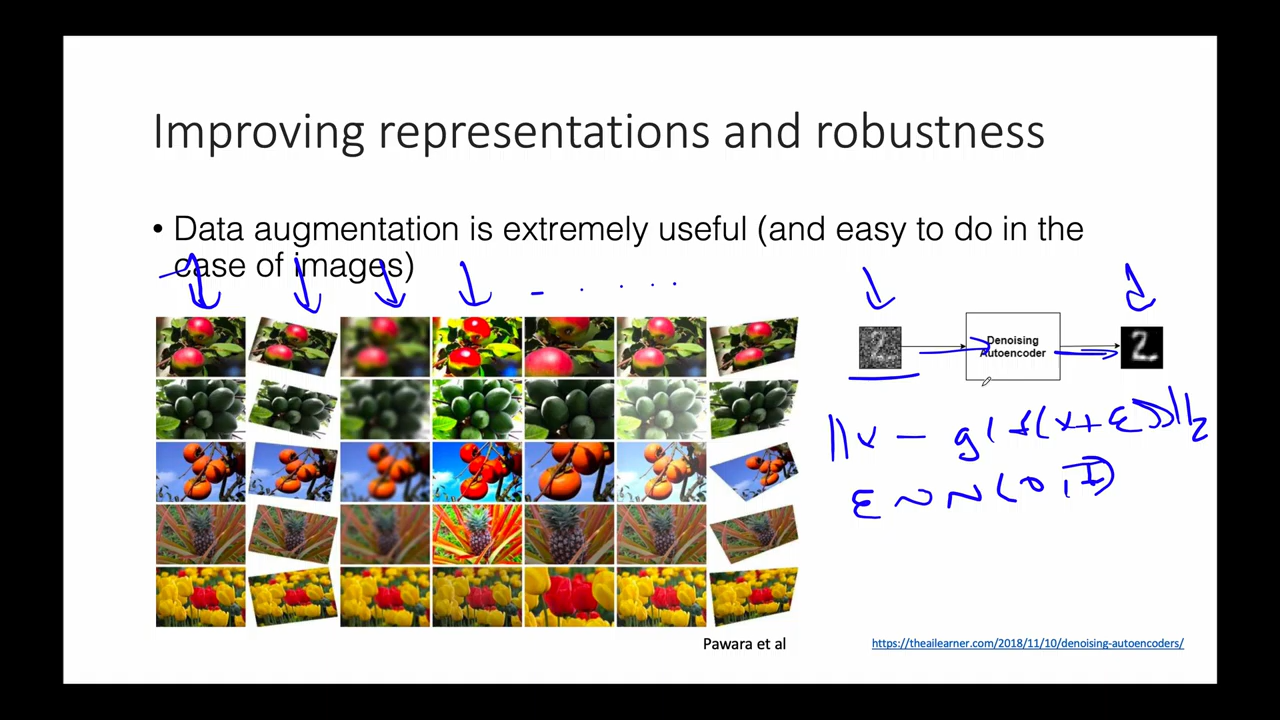 Improving representations and robustness
• Data augmentation is extremely useful (and easy to do in the
case of images)
Denoising
Autoencoder
||x - g(f(x+ε))||₂
ε ~ N(0,I)
Pawara et al
https://theailearner.com/2018/11/10/denoising-autoencoders/